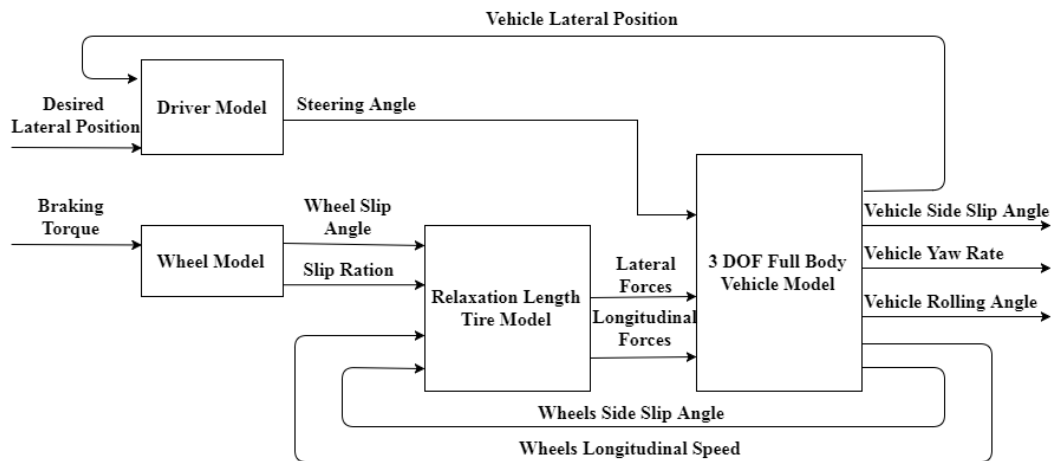 Vehicle Lateral Position
Driver Model
Desired
Lateral Position
Steering Angle
Braking
Torque
Wheel Model
Wheel Slip
Angle
Slip Ration
Relaxation Length
Tire Model
Lateral
Forces
Longitudinal
Forces
3 DOF Full Body
Vehicle Model
Vehicle Side Slip Angle
Vehicle Yaw Rate
Vehicle Rolling Angle
Wheels Side Slip Angle
Wheels Longitudinal Speed